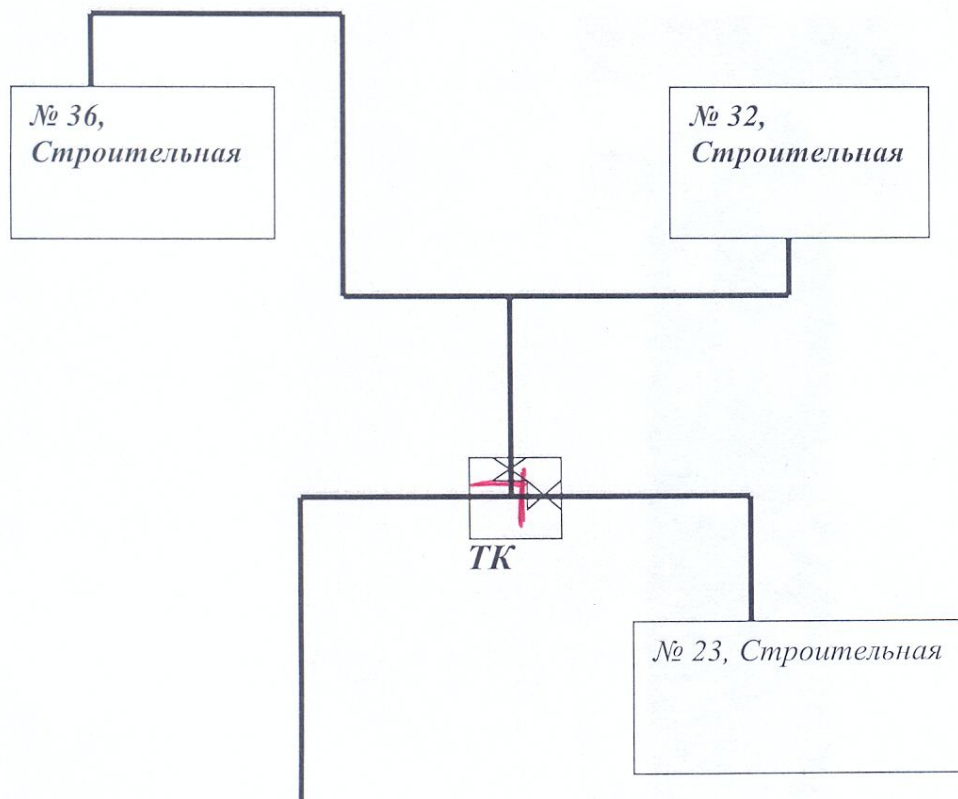 № 36,
Строительная
№ 32,
Строительная
ТК
№ 23, Строительная